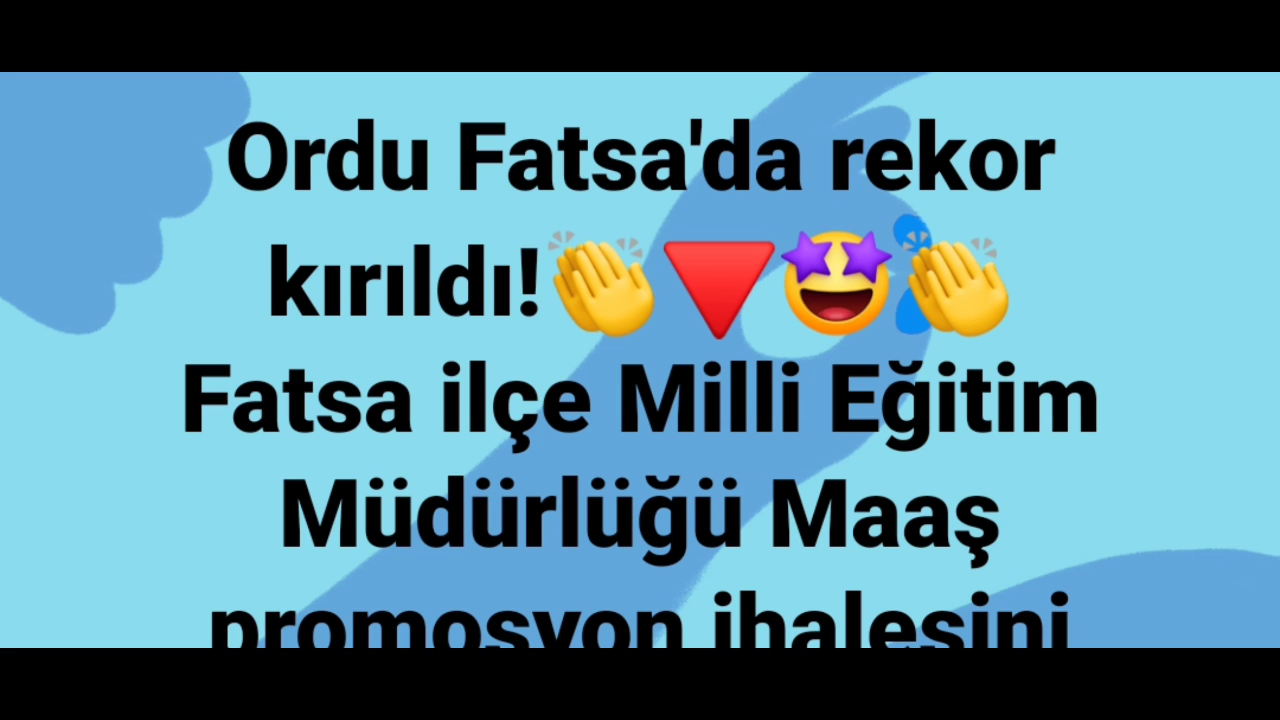 Ordu Fatsa'da rekor
kırıldı!👏🔻🤩👏
Fatsa ilçe Milli Eğitim
Müdürlüğü Maaş
promosyon ihalesini